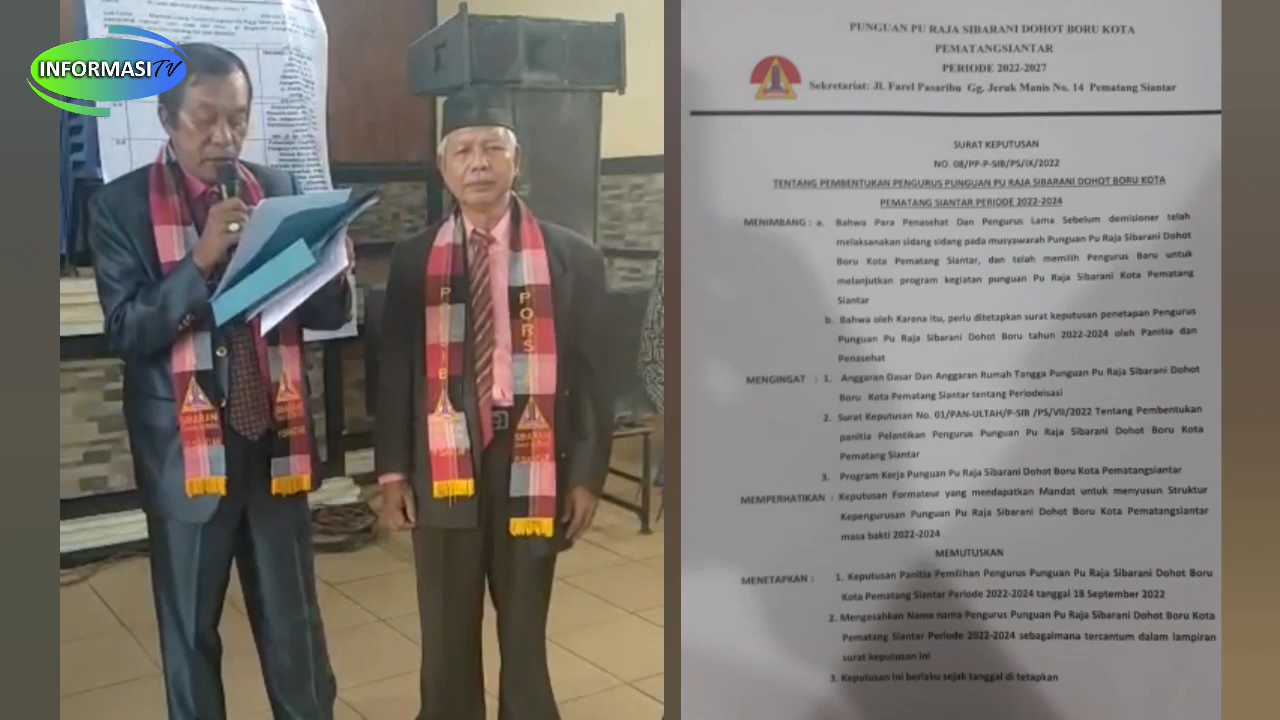 INFORMASI TV
PORS
SIBARANI
SIBARANI
SIBARANI
P.SIANTAR
PUNGUAN PU RAJA SIBARANI DOHOT BORU KOTA
PEMATANGSIANTAR
PERIODE 2022-2027
Sekretariat: Jl. Farel Pasaribu Gg. Jeruk Manis No. 14 Pematang Siantar
SURAT KEPUTUSAN
NO. 08/PP-P-SIB/PS/IX/2022
TENTANG PEMBENTUKAN PENGURUS PUNGUAN PU RAJA SIBARANI DOHOT BORU KOTA
PEMATANG SIANTAR PERIODE 2022-2024
MENIMBANG : a. Bahwa Para Penasehat Dan Pengurus Lama Sebelum demisioner telah
melaksanakan sidang sidang pada musyawarah Punguan Pu Raja Sibarani Dohot
Boru Kota Pematang Siantar, dan telah memilih Pengurus Baru untuk
melanjutkan program kegiatan punguan Pu Raja Sibarani Kota Pematang
Siantar
b. Bahwa oleh Karena itu, perlu ditetapkan surat keputusan penetapan Pengurus
Punguan Pu Raja Sibarani Dohot Boru tahun 2022-2024 oleh Panitia dan
Penasehat
MENGINGAT : 1. Anggaran Dasar Dan Anggaran Rumah Tangga Punguan Pu Raja Sibarani Dohot
Boru Kota Pematang Siantar tentang Periodeisasi
2. Surat Keputusan No. 01/PAN-ULTAH/P-SIB /PS/VII/2022 Tentang Pembentukan
panitia Pelantikan Pengurus Punguan Pu Raja Sibarani Dohot Boru Kota
Pematang Siantar
3. Program Kerja Punguan Pu Raja Sibarani Dohot Boru Kota Pematangsiantar
MEMPERHATIKAN : Keputusan Formateur yang mendapatkan Mandat untuk menyusun Struktur
Kepengurusan Punguan Pu Raja Sibarani Dohot Boru Kota Pematangsiantar
masa bakti 2022-2024
MEMUTUSKAN
MENETAPKAN : 1. Keputusan Panitia Pemilihan Pengurus Punguan Pu Raja Sibarani Dohot Boru
Kota Pematang Siantar Periode 2022-2024 tanggal 18 September 2022
2. Mengesahkan Nama nama Pengurus Punguan Pu Raja Sibarani Dohot Boru Kota
Pematang Siantar Periode 2022-2024 sebagaimana tercantum dalam lampiran
surat keputusan ini
3. Keputusan ini berlaku sejak tanggal di tetapkan